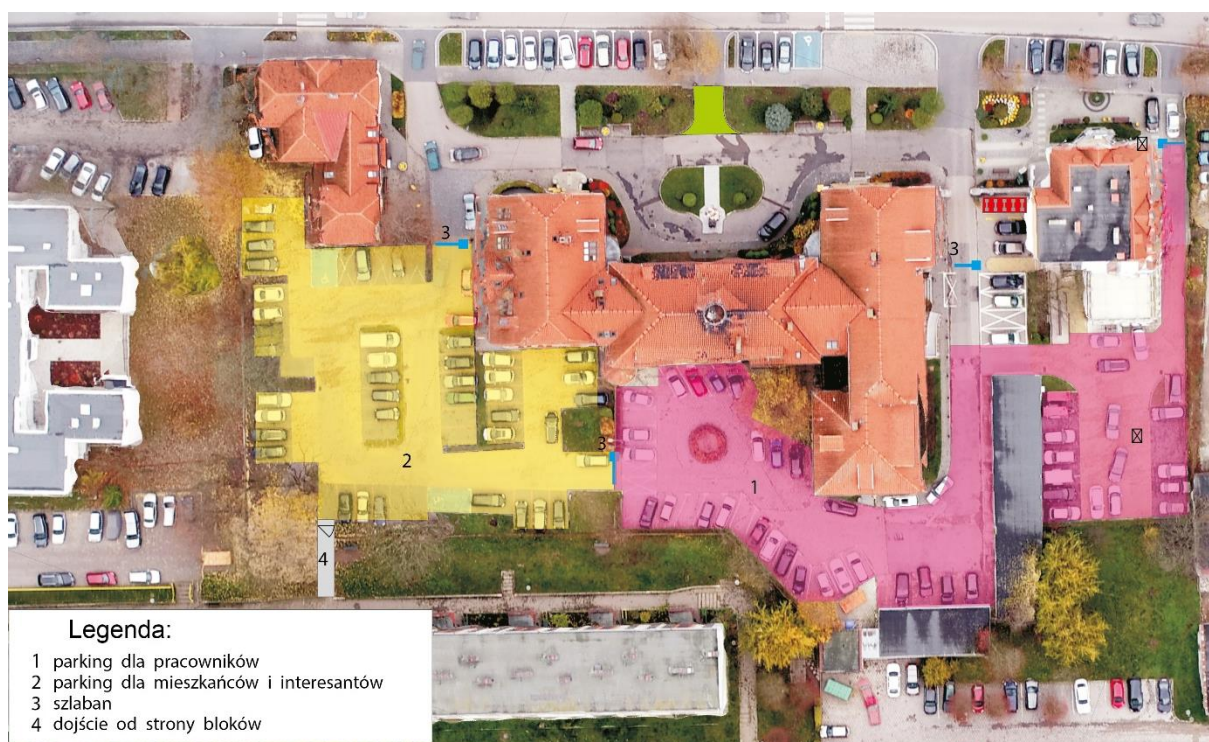 3
3
3
2
1
4
Legenda:
1 parking dla pracowników
2 parking dla mieszkańców i interesantów
3 szlaban
4 dojście od strony bloków